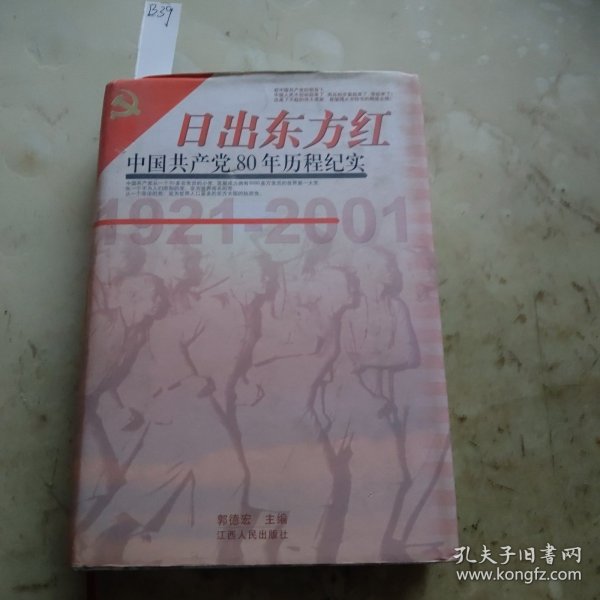 B39
日出东方红
中国共产党80年历程纪实
1921-2001
郭德宏 主编
江西人民出版社
孔夫子旧书网
www.kongfz.com